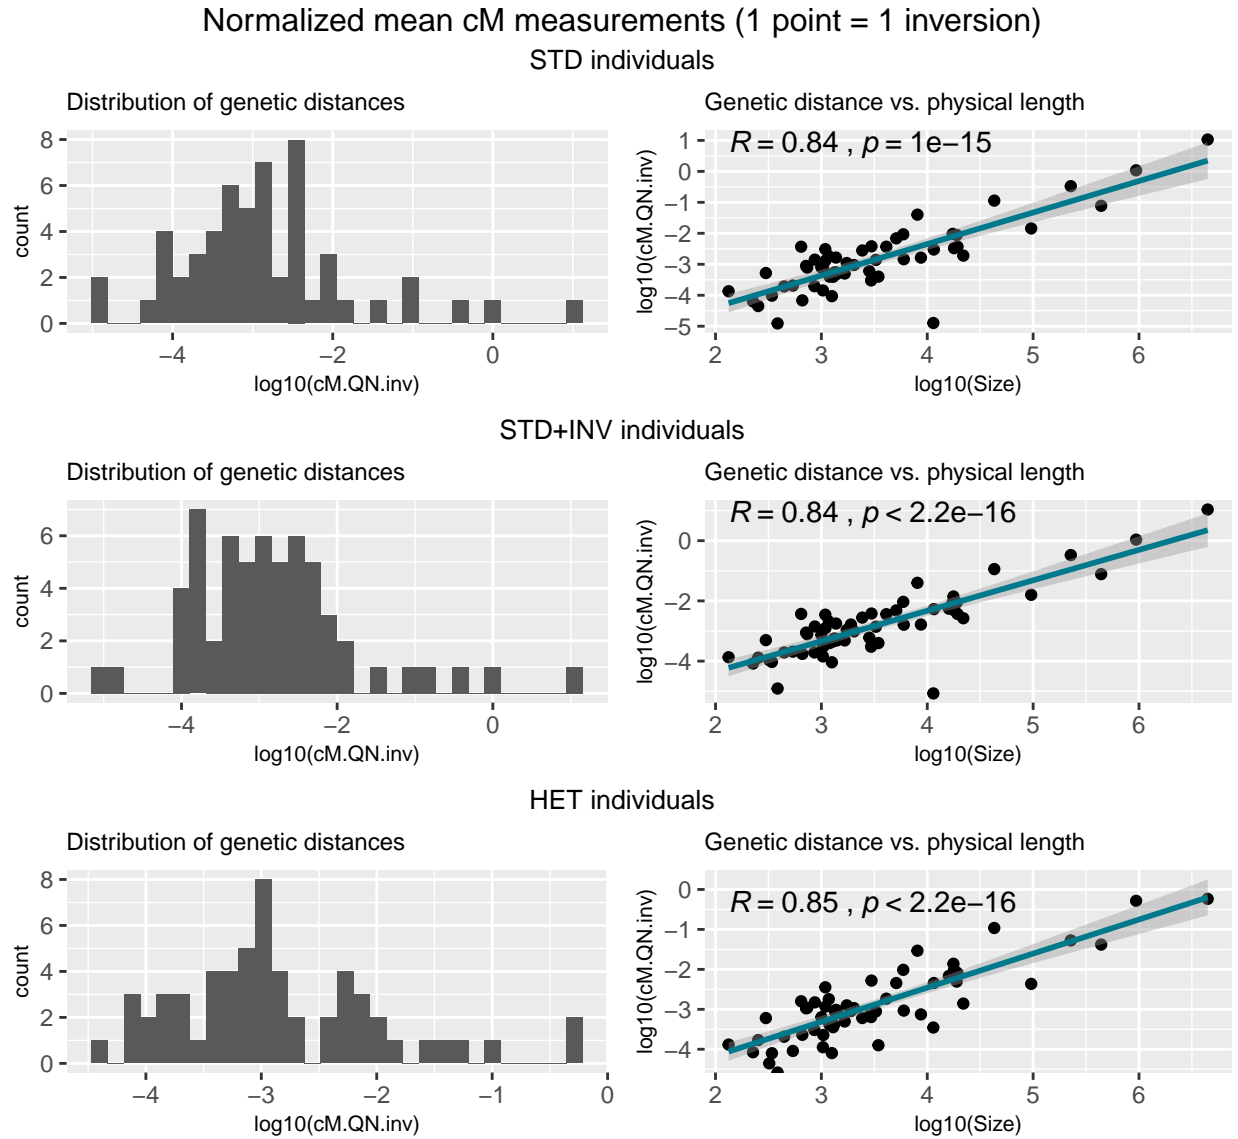 Normalized mean cM measurements (1 point = 1 inversion)
STD individuals
Distribution of genetic distances
count
8
6
4
2
0
−4
−2
0
log10(cM.QN.inv)
Genetic distance vs. physical length
log10(cM.QN.inv)
R = 0.84 , p = 1e−15
1
0
−1
−2
−3
−4
−5
2
3
4
5
6
log10(Size)
STD+INV individuals
Distribution of genetic distances
count
6
4
2
0
−4
−2
0
log10(cM.QN.inv)
Genetic distance vs. physical length
log10(cM.QN.inv)
R = 0.84 , p < 2.2e−16
0
−2
−4
2
3
4
5
6
log10(Size)
HET individuals
Distribution of genetic distances
count
8
6
4
2
0
−4
−3
−2
−1
0
log10(cM.QN.inv)
Genetic distance vs. physical length
log10(cM.QN.inv)
R = 0.85 , p < 2.2e−16
0
−1
−2
−3
−4
2
3
4
5
6
log10(Size)